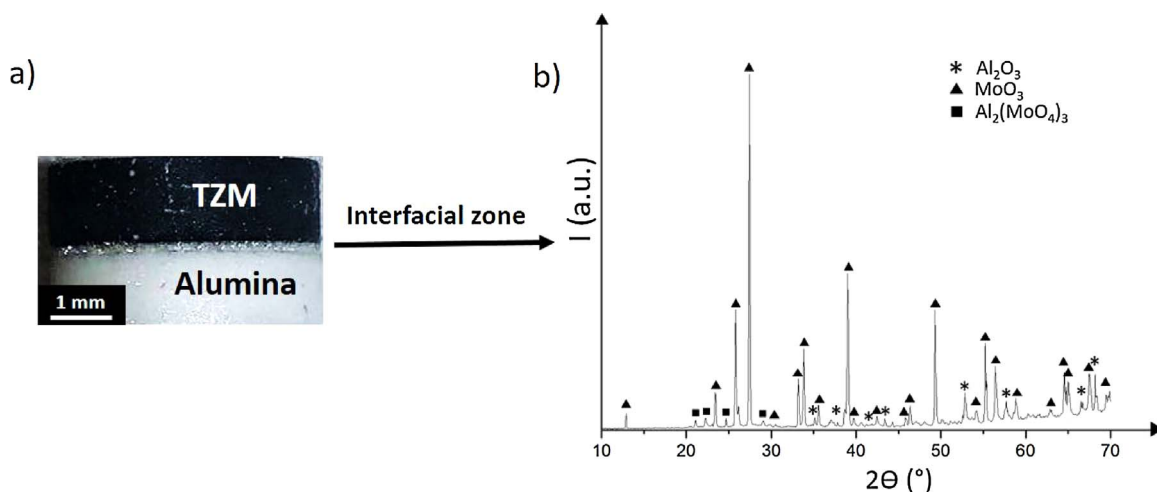 a)
TZM
Alumina
1 mm
Interfacial zone
b)
I (a.u.)
* Al₂O₃
▲ MoO₃
■ Al₂(MoO₄)₃
10 20 30 40 50 60 70
2Θ (°)